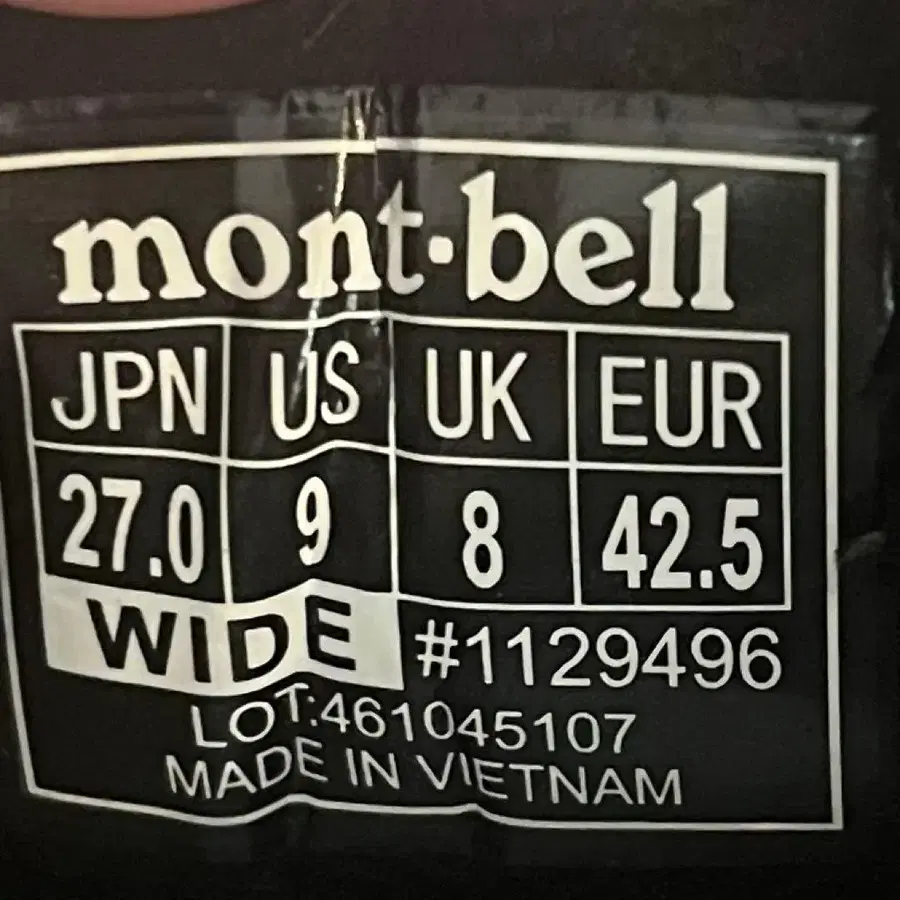 mont·bell
JPN US UK EUR
27.0 9 8 42.5
WIDE #1129496
LOT:461045107
MADE IN VIETNAM